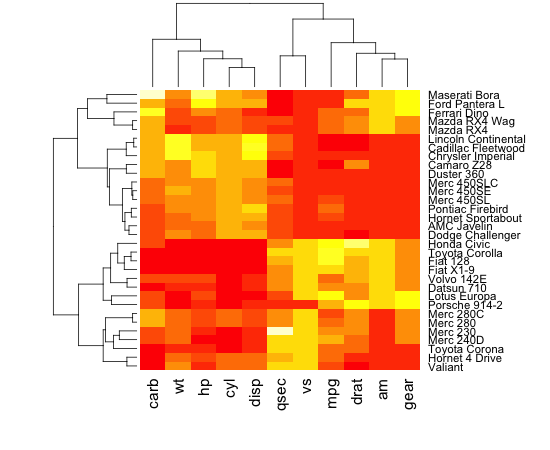 Maserati Bora
Ford Pantera L
Ferrari Dino
Mazda RX4 Wag
Mazda RX4
Lincoln Continental
Cadillac Fleetwood
Chrysler Imperial
Camaro Z28
Duster 360
Merc 450SLC
Merc 450SE
Merc 450SL
Pontiac Firebird
Hornet Sportabout
AMC Javelin
Dodge Challenger
Honda Civic
Toyota Corolla
Fiat 128
Fiat X1-9
Volvo 142E
Datsun 710
Lotus Europa
Porsche 914-2
Merc 280C
Merc 280
Merc 230
Merc 240D
Toyota Corona
Hornet 4 Drive
Valiant
carb
wt
hp
cyl
disp
qsec
vs
mpg
drat
am
gear